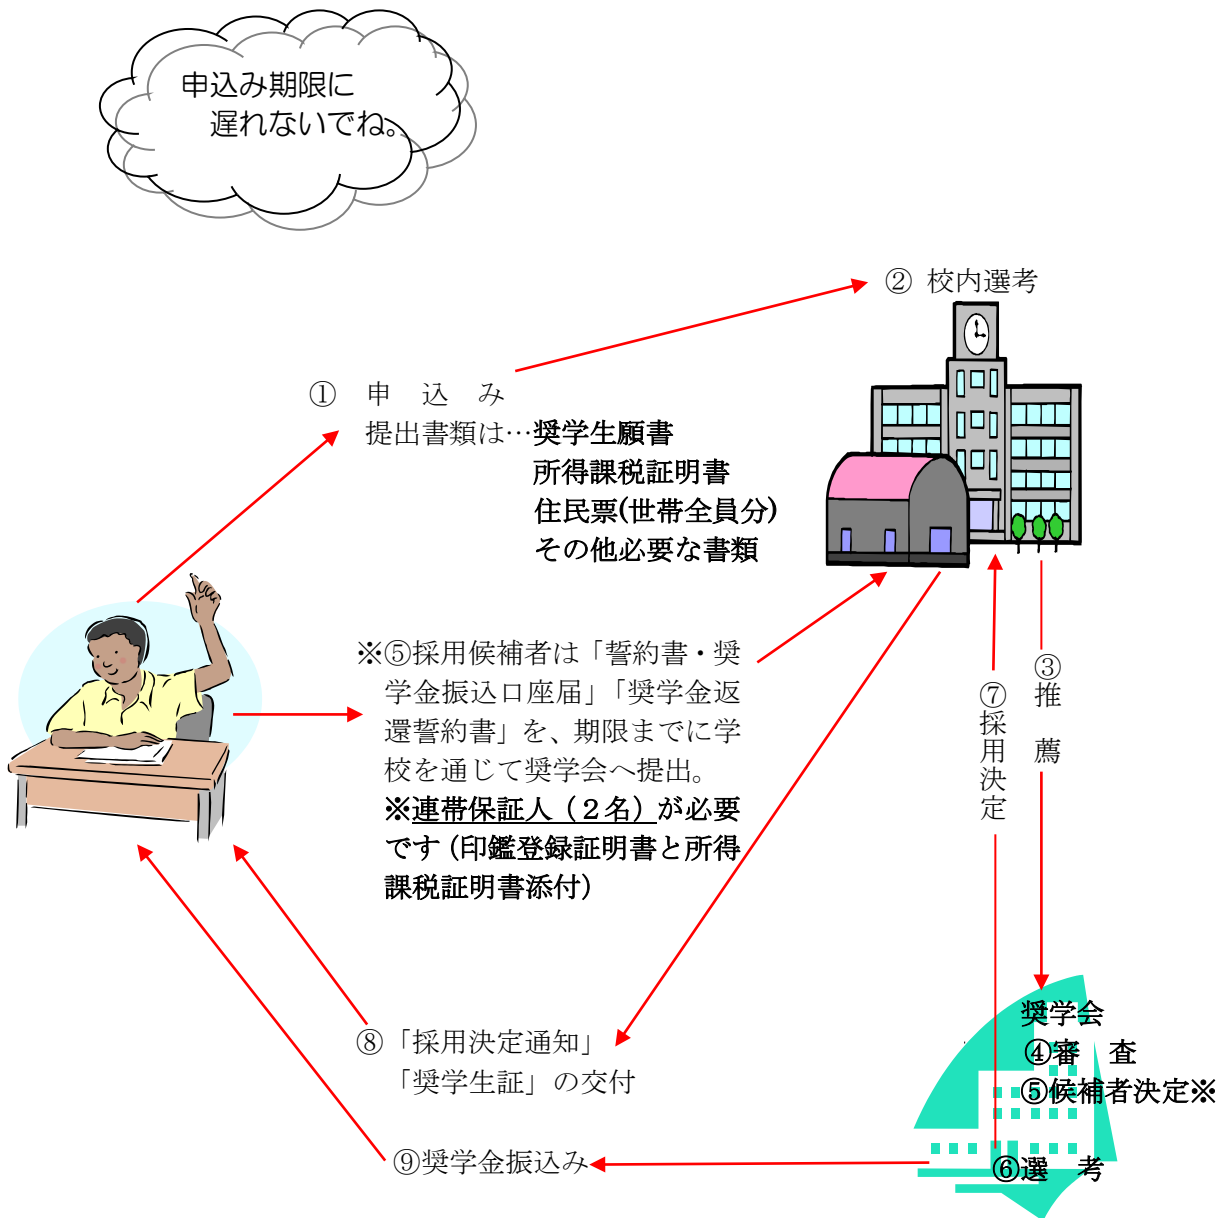 申込み期限に
遅れないでね。
② 校内選考
① 申 込 み
提出書類は…奨学生願書
所得課税証明書
住民票(世帯全員分)
その他必要な書類
※⑤採用候補者は「誓約書・奨
学金振込口座届」「奨学金返
還誓約書」を、期限までに学
校を通じて奨学会へ提出。
※連帯保証人（２名）が必要
です（印鑑登録証明書と所得
課税証明書添付）
③推 薦
⑦採用決定
奨学会
④審 査
⑤候補者決定※
⑥選 考
⑧「採用決定通知」
「奨学生証」の交付
⑨奨学金振込み